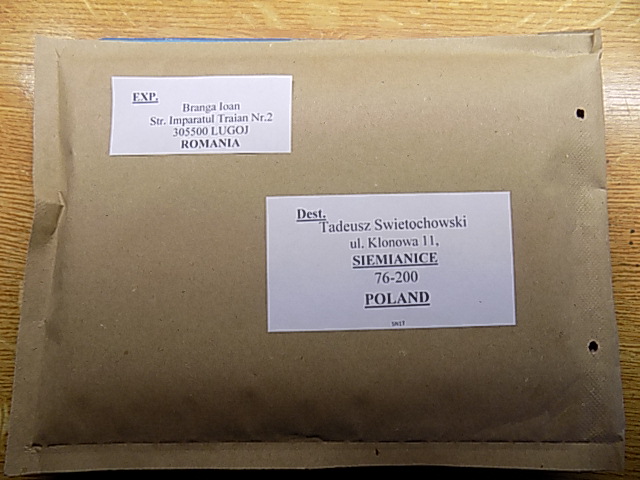 EXP.
Branga Ioan
Str. Imparatul Traian Nr.2
305500 LUGOJ
ROMANIA
Dest.
Tadeusz Swietochowski
ul. Klonowa 11,
SIEMIANICE
76-200
POLAND
SN17